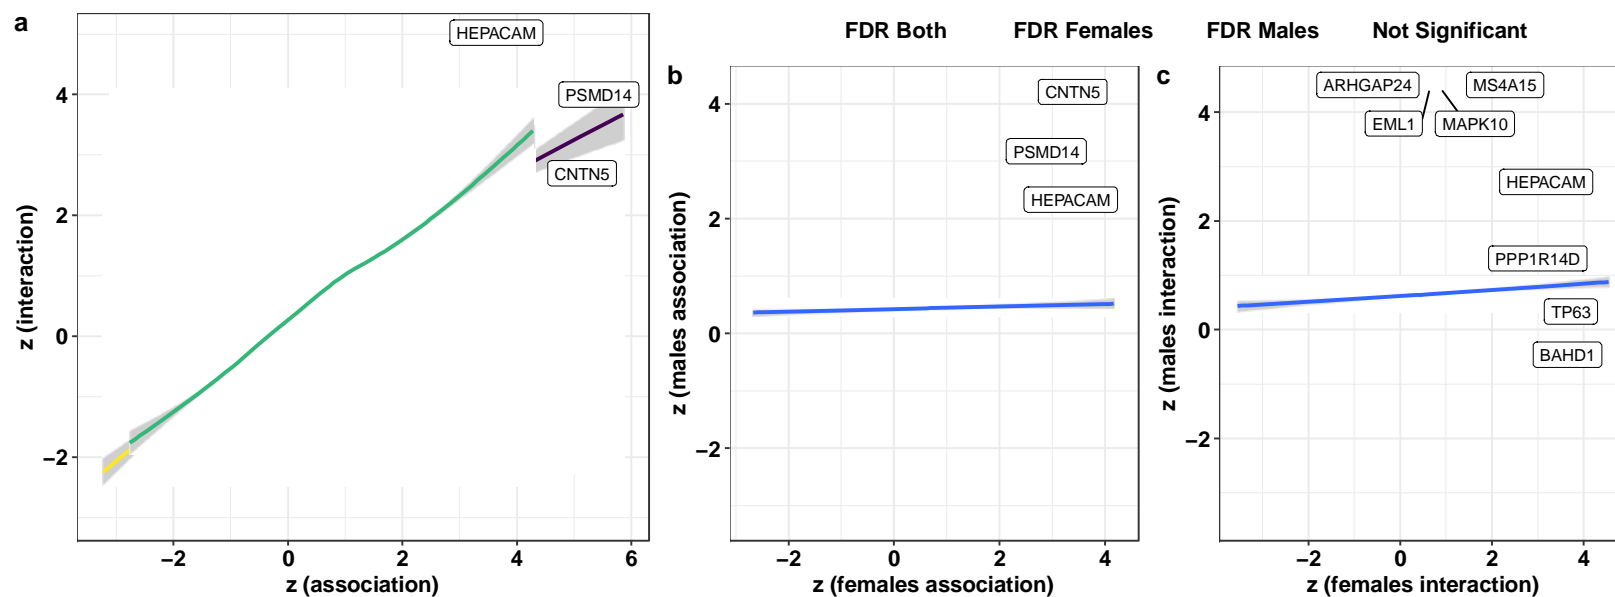 a
HEPACAM
PSMD14
CNTN5
4
2
0
−2
−2
0
2
4
6
z (interaction)
z (association)
FDR Both
FDR Females
FDR Males
Not Significant
b
CNTN5
PSMD14
HEPACAM
4
2
0
−2
−2
0
2
4
z (males association)
z (females association)
c
ARHGAP24
MS4A15
EML1
MAPK10
HEPACAM
PPP1R14D
TP63
BAHD1
4
2
0
−2
−2
0
2
4
z (males interaction)
z (females interaction)